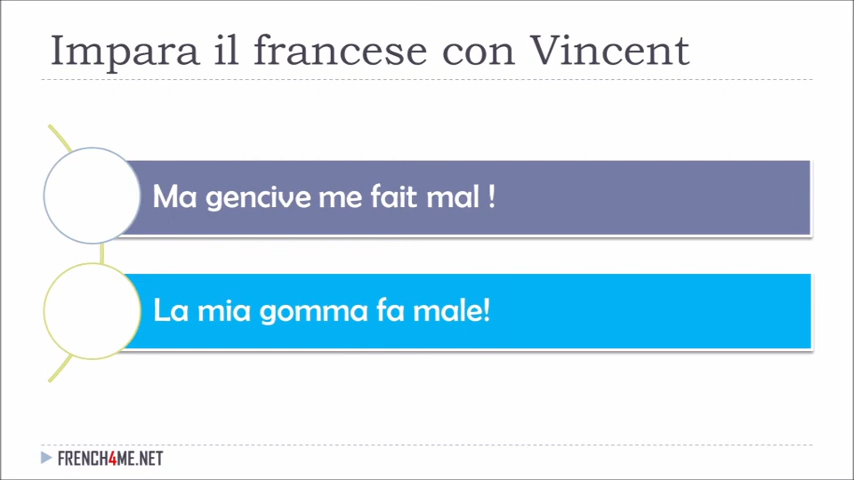 Impara il francese con Vincent
Ma gencive me fait mal !
La mia gomma fa male!
FRENCH4ME.NET